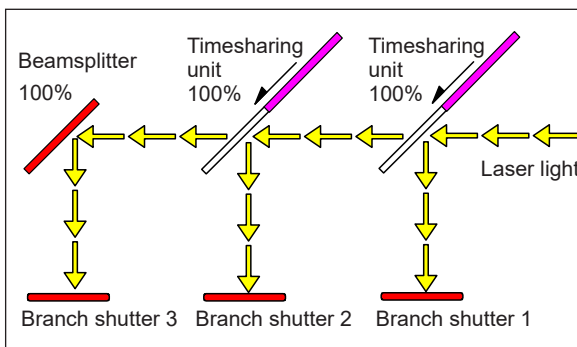 Beamsplitter
100%
Timesharing
unit
100%
Timesharing
unit
100%
Laser light
Branch shutter 3
Branch shutter 2
Branch shutter 1